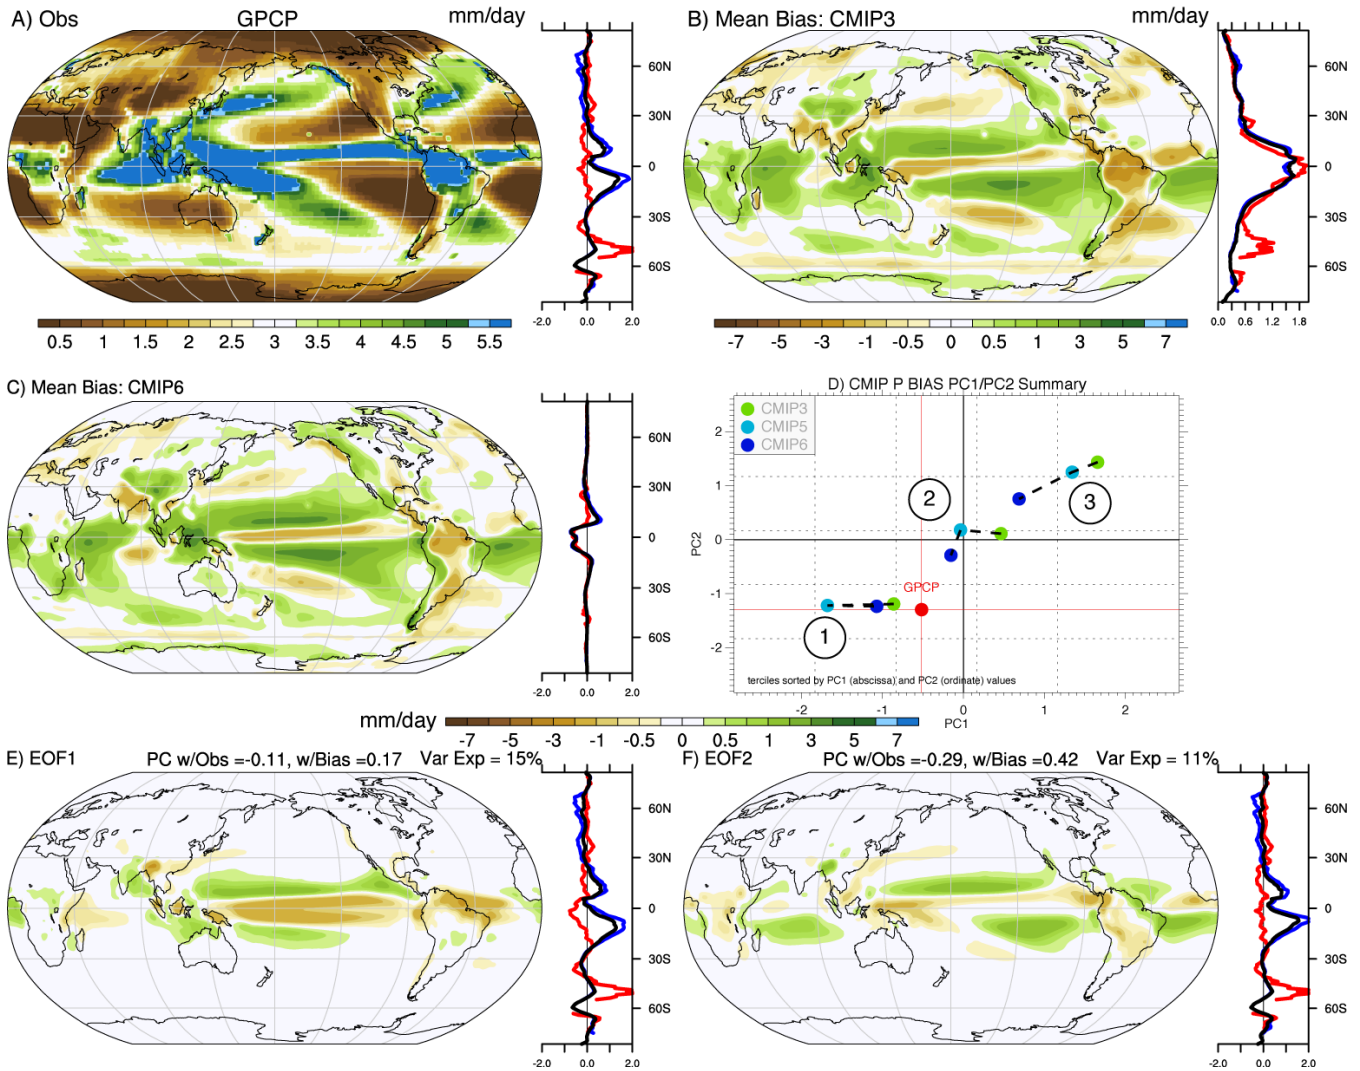 A) Obs GPCP mm/day
60N
30N
0
30S
60S
-2.0 0.0 2.0
0.5 1 1.5 2 2.5 3 3.5 4 4.5 5 5.5
B) Mean Bias: CMIP3 mm/day
60N
30N
0
30S
60S
0.0 0.6 1.2 1.8
-7 -5 -3 -1 -0.5 0 0.5 1 3 5 7
C) Mean Bias: CMIP6
60N
30N
0
30S
60S
-2.0 0.0 2.0
D) CMIP P BIAS PC1/PC2 Summary
CMIP3
CMIP5
CMIP6
2
1
0
-1
-2
PC2
1
2
3
GPCP
terciles sorted by PC1 (abscissa) and PC2 (ordinate) values
-2 -1 0 1 2
PC1
mm/day
-7 -5 -3 -1 -0.5 0 0.5 1 3 5 7
E) EOF1 PC w/Obs =-0.11, w/Bias =0.17 Var Exp = 15%
60N
30N
0
30S
60S
-2.0 0.0 2.0
F) EOF2 PC w/Obs =-0.29, w/Bias =0.42 Var Exp = 11%
60N
30N
0
30S
60S
-2.0 0.0 2.0